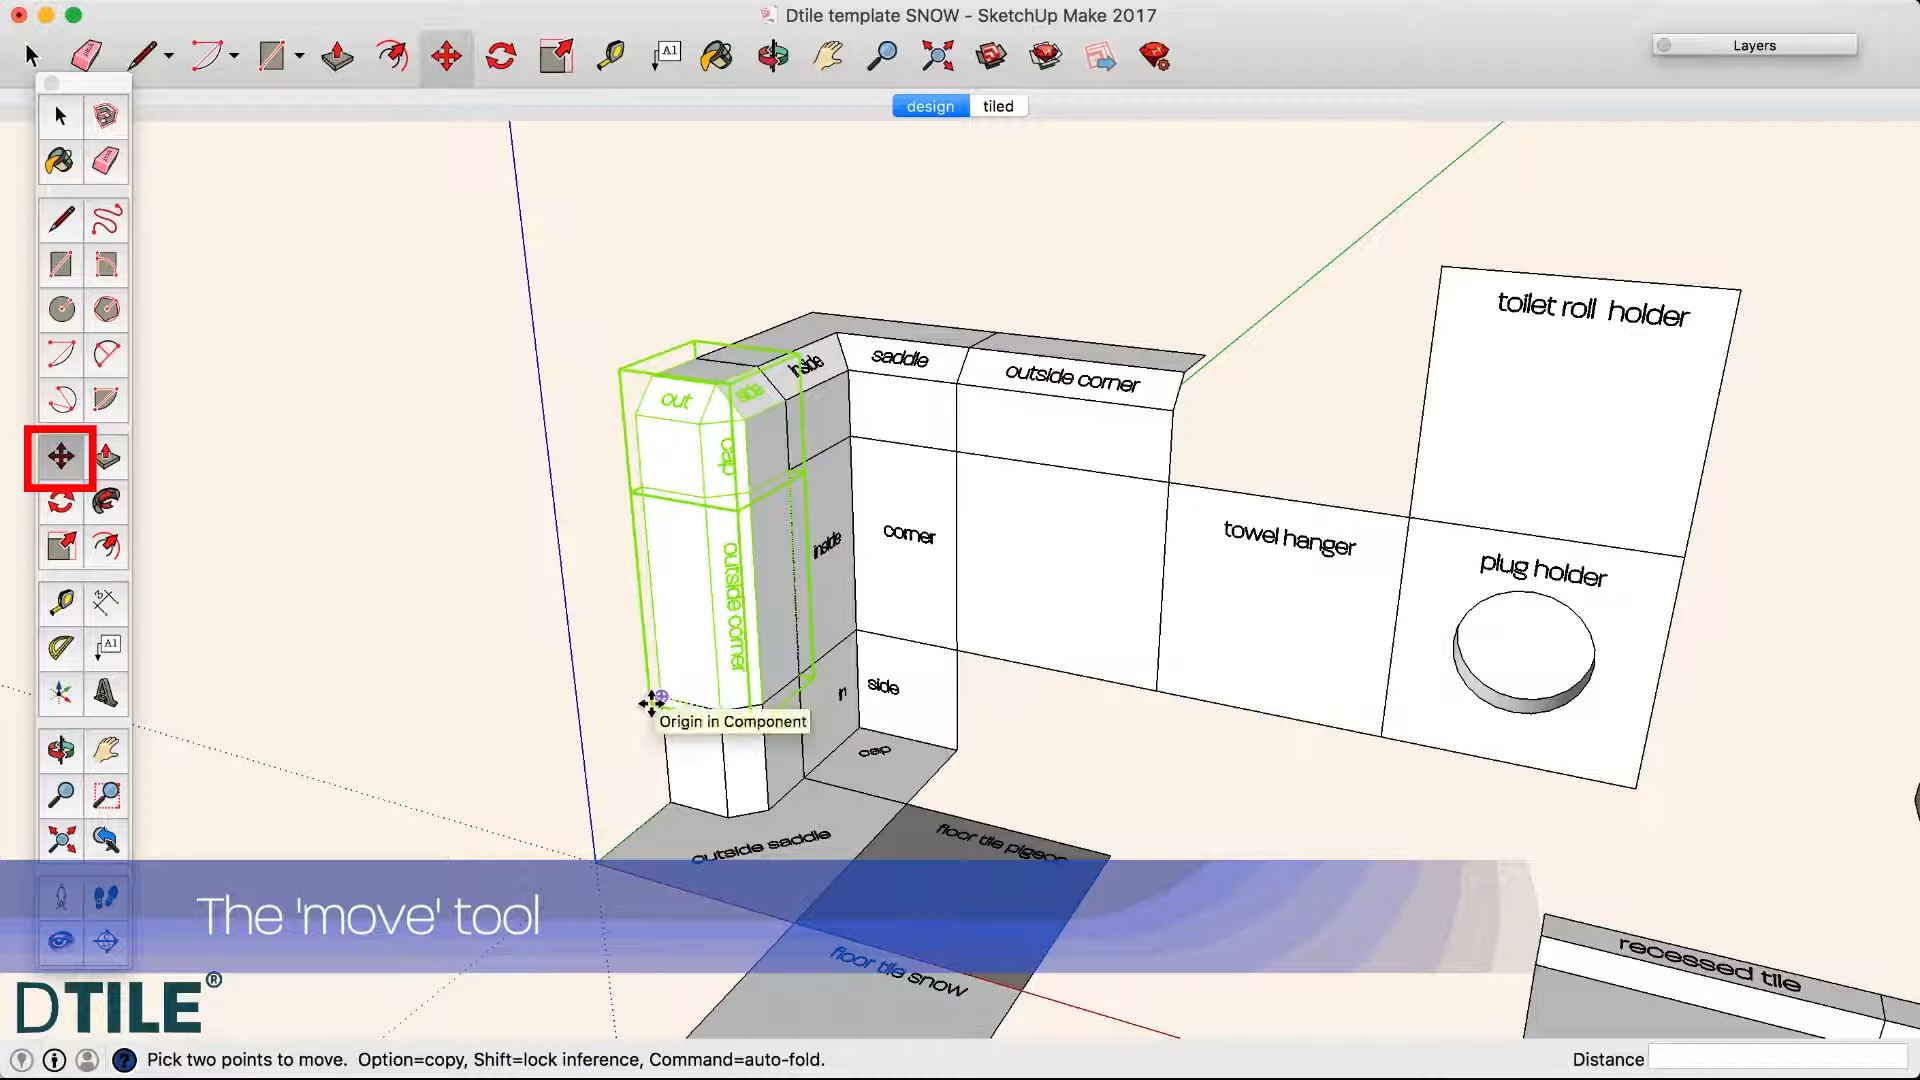 Dtile template SNOW - SketchUp Make 2017
A1
Layers
design tiled
toilet roll holder
inside
saddle
outside corner
out
side
cap
towel hanger
plug holder
inside
corner
outside corner
A1
side
Origin in Component
cap
outside saddle
floor tile pigeon
The 'move' tool
floor tile snow
recessed tile
DTILE®
Pick two points to move. Option=copy, Shift=lock inference, Command=auto-fold.
Distance